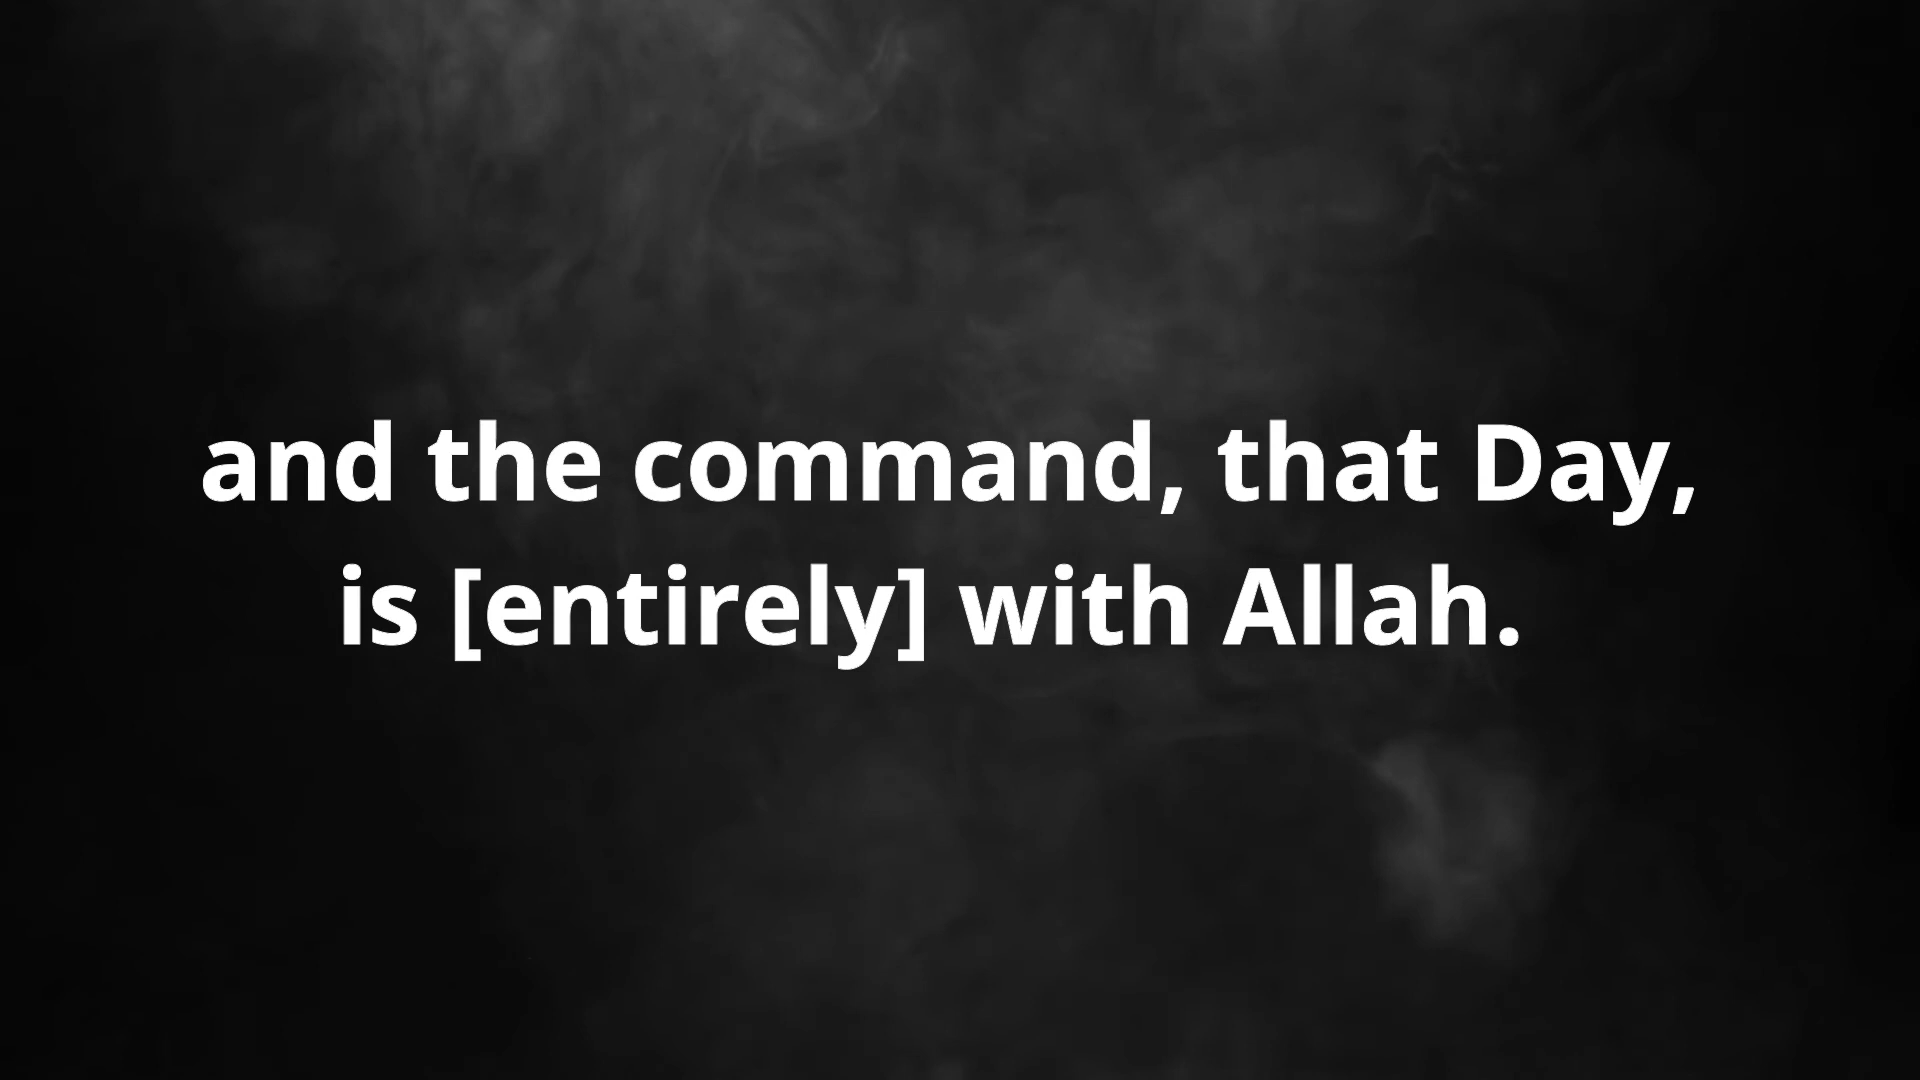 and the command, that Day,
is [entirely] with Allah.